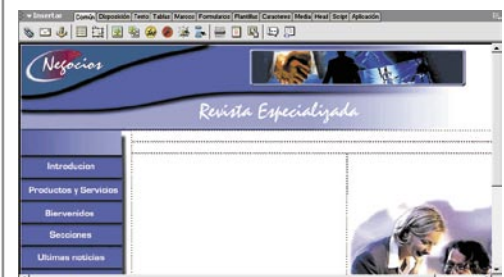 Insertar Común Disposición Texto Tablas Marcos Formularios Plantillas Caracteres Media Head Script Aplicación
Negocios
Revista Especializada
Introducion
Productos y Servicios
Bienvenidos
Secciones
Ultimas noticias